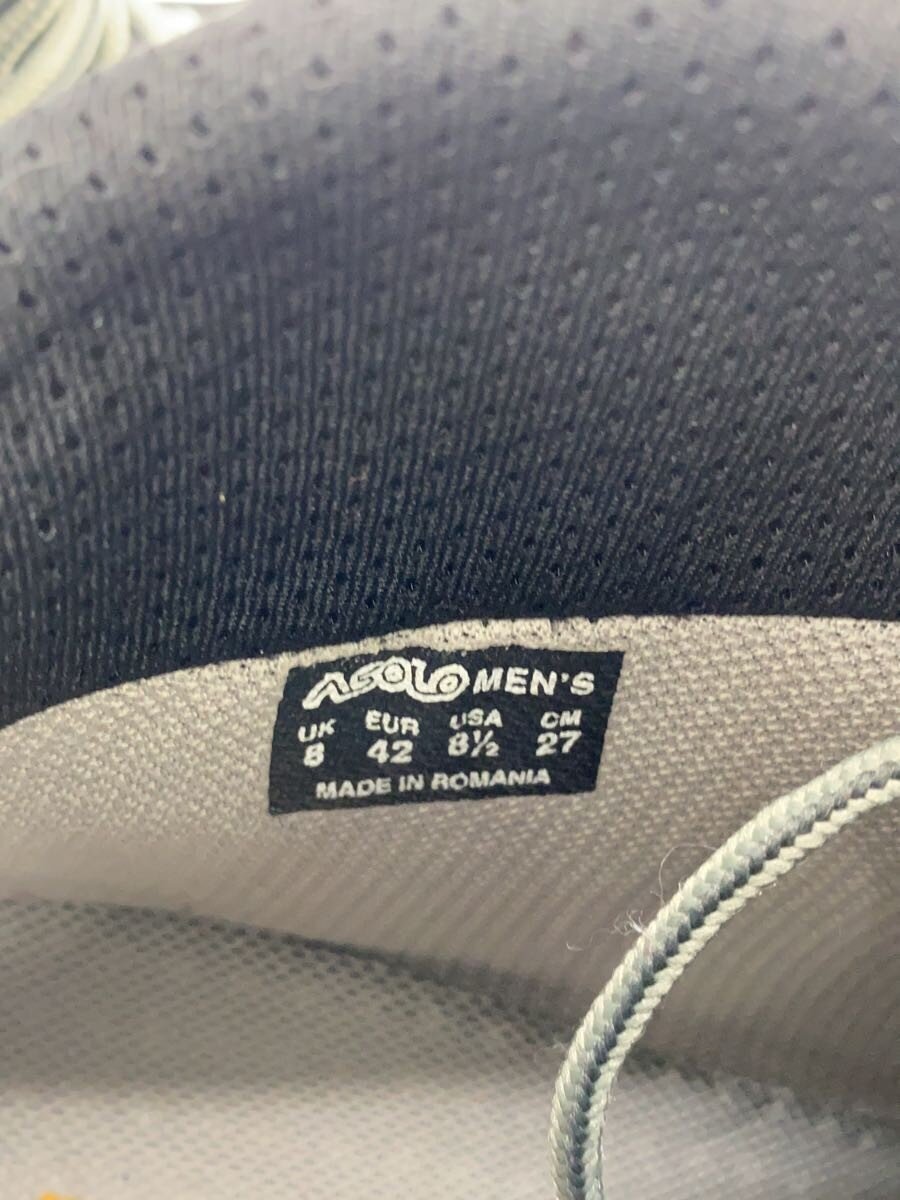 ASOLO MEN'S
UK EUR USA CM
8 42 8½ 27
MADE IN ROMANIA